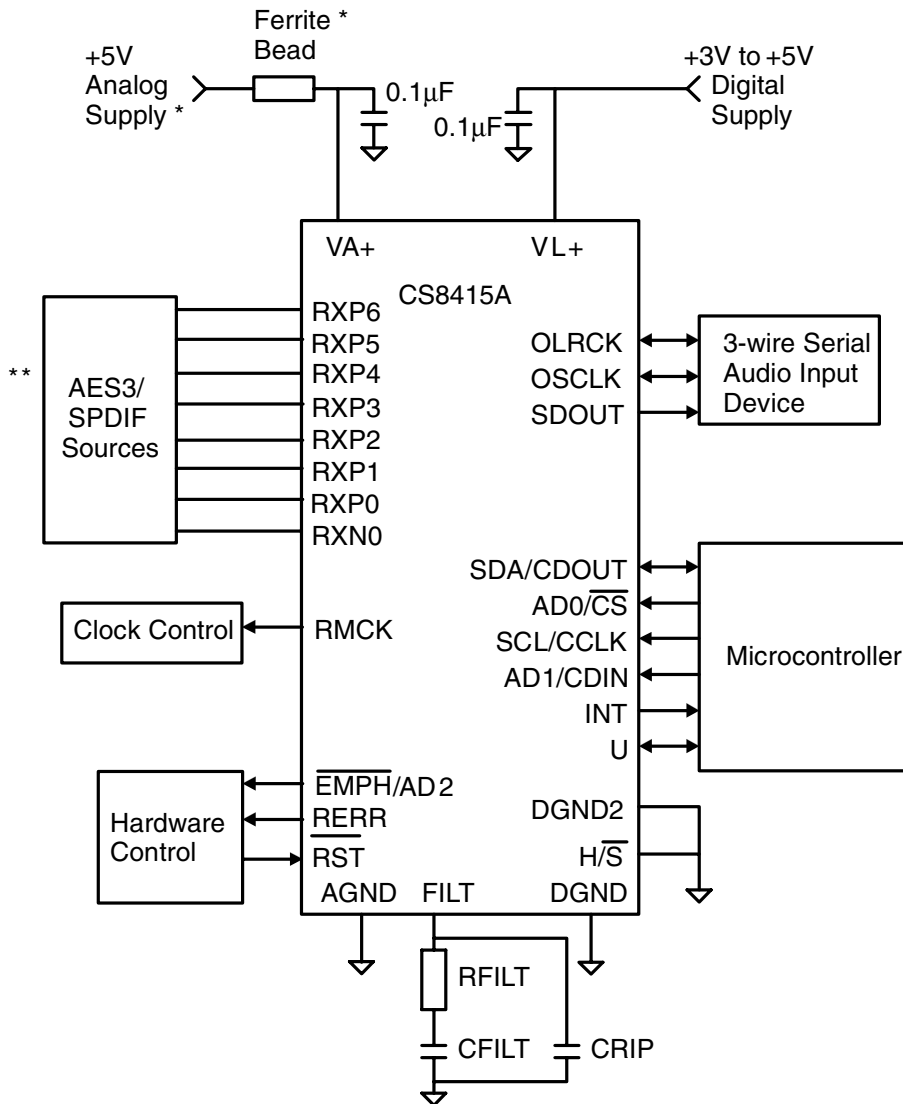 Ferrite *
Bead
+5V
Analog
Supply *
0.1µF
0.1µF
+3V to +5V
Digital
Supply
VA+
VL+
CS8415A
**
AES3/
SPDIF
Sources
RXP6
RXP5
RXP4
RXP3
RXP2
RXP1
RXP0
RXN0
OLRCK
OSCLK
SDOUT
3-wire Serial
Audio Input
Device
Clock Control
RMCK
SDA/CDOUT
AD0/C̅S̅
SCL/CCLK
AD1/CDIN
INT
U
Microcontroller
Hardware
Control
E̅M̅P̅H̅/AD2
RERR
R̅S̅T̅
DGND2
H/S̅
AGND
FILT
DGND
RFILT
CFILT
CRIP